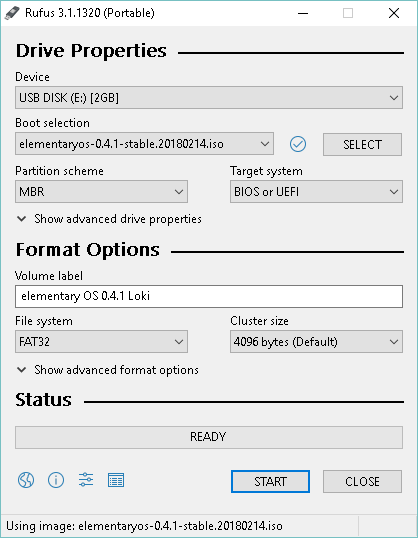 Rufus 3.1.1320 (Portable)
Drive Properties
Device
USB DISK (E:) [2GB]
Boot selection
elementaryos-0.4.1-stable.20180214.iso
SELECT
Partition scheme
Target system
MBR
BIOS or UEFI
Show advanced drive properties
Format Options
Volume label
elementary OS 0.4.1 Loki
File system
Cluster size
FAT32
4096 bytes (Default)
Show advanced format options
Status
READY
START
CLOSE
Using image: elementaryos-0.4.1-stable.20180214.iso